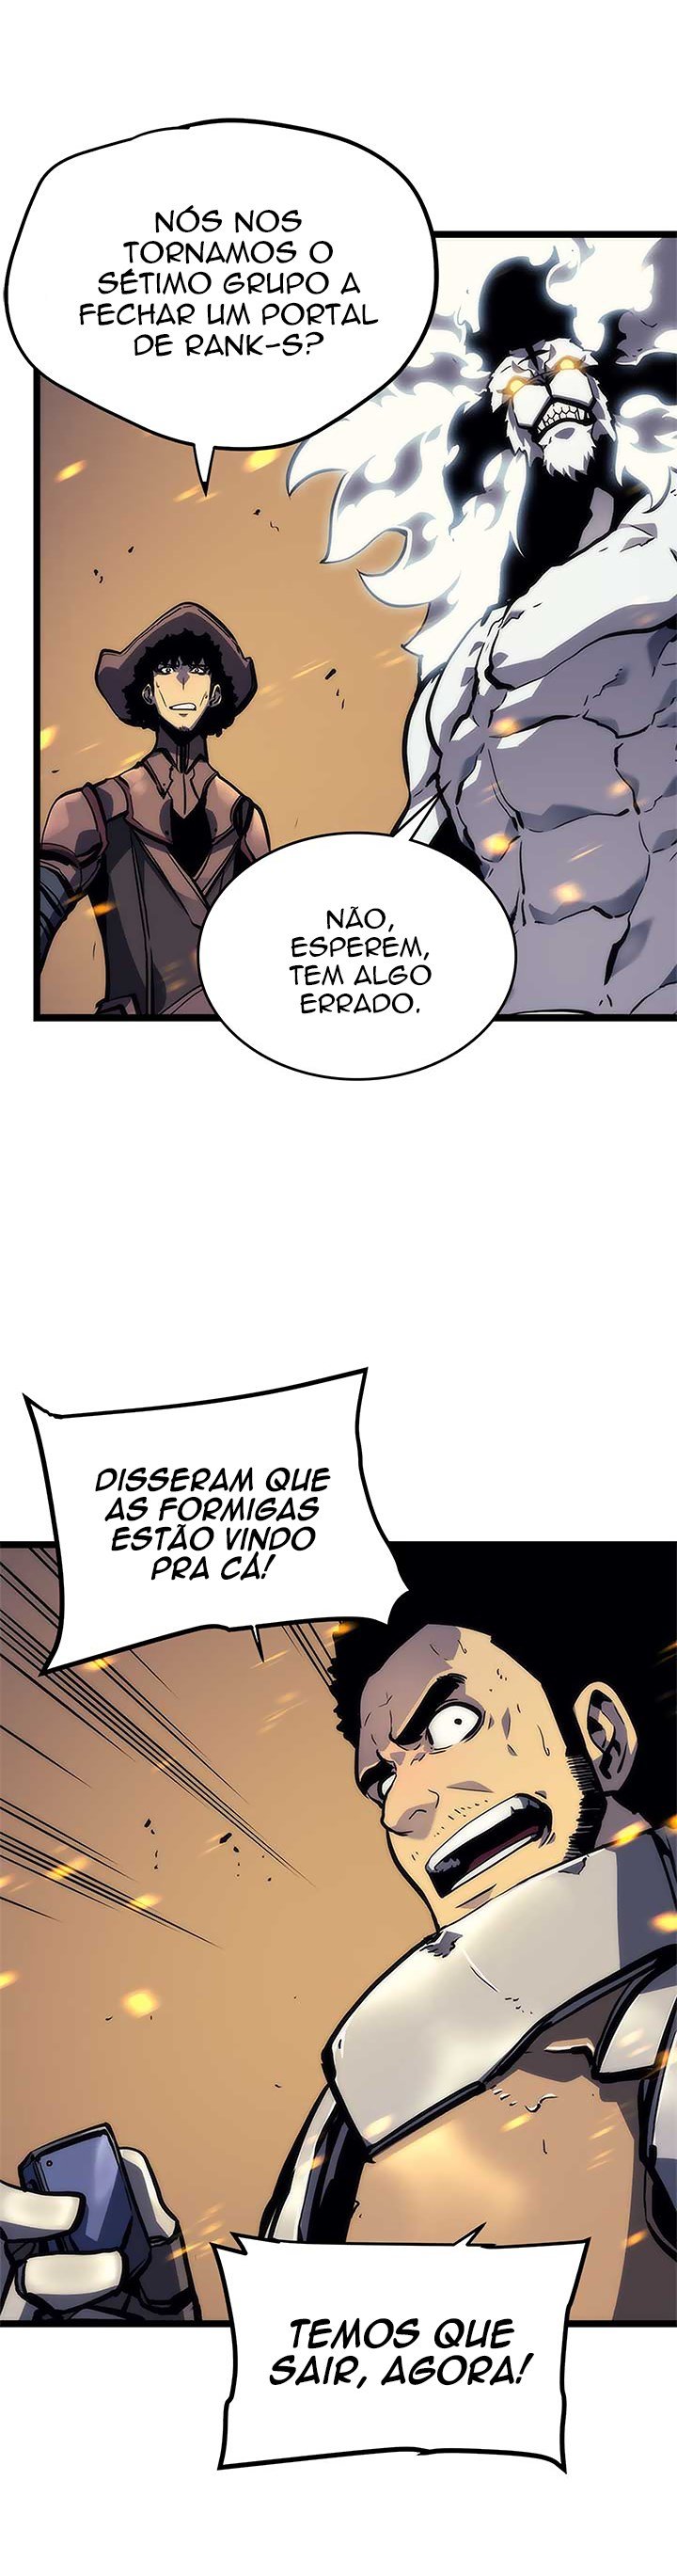 NÓS NOS
TORNAMOS O
SÉTIMO GRUPO A
FECHAR UM PORTAL
DE RANK-S?
NÃO,
ESPEREM,
TEM ALGO
ERRADO.
DISSERAM QUE
AS FORMIGAS
ESTÃO VINDO
PRA CÁ!
TEMOS QUE
SAIR, AGORA!